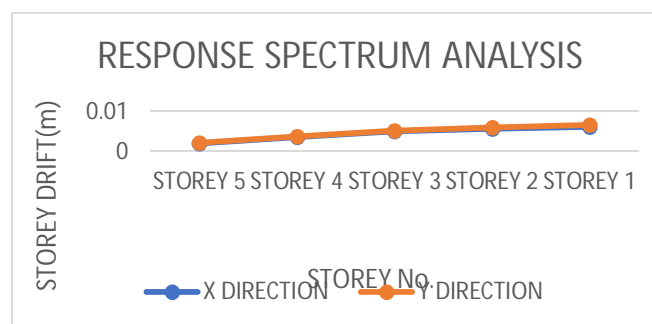 RESPONSE SPECTRUM ANALYSIS
STOREY DRIFT(m)
0.01
0
STOREY 5 STOREY 4 STOREY 3 STOREY 2 STOREY 1
STOREY No.
X DIRECTION Y DIRECTION